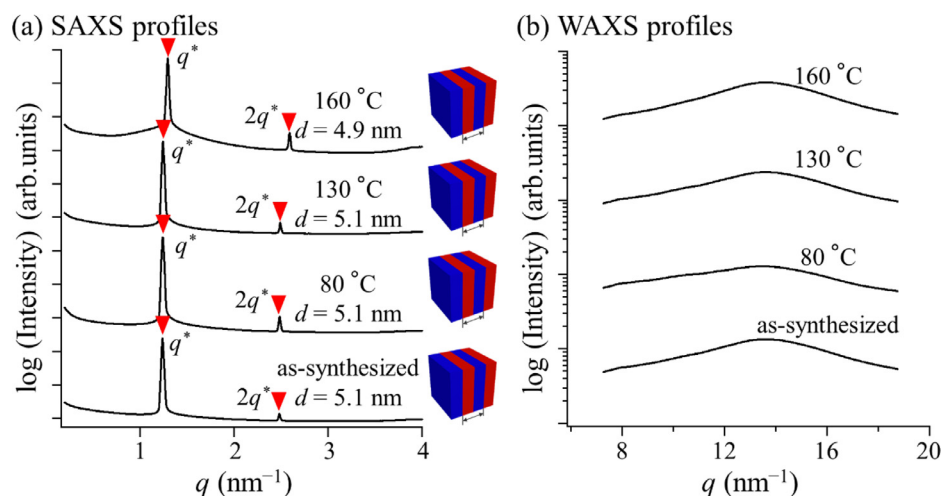 (a) SAXS profiles
q*
160 °C
2q*
d = 4.9 nm
q*
130 °C
2q*
d = 5.1 nm
q*
80 °C
2q*
d = 5.1 nm
q*
as-synthesized
2q*
d = 5.1 nm
log (Intensity) (arb.units)
1
2
3
4
q (nm⁻¹)
(b) WAXS profiles
160 °C
130 °C
80 °C
as-synthesized
log (Intensity) (arb.units)
8
12
16
20
q (nm⁻¹)